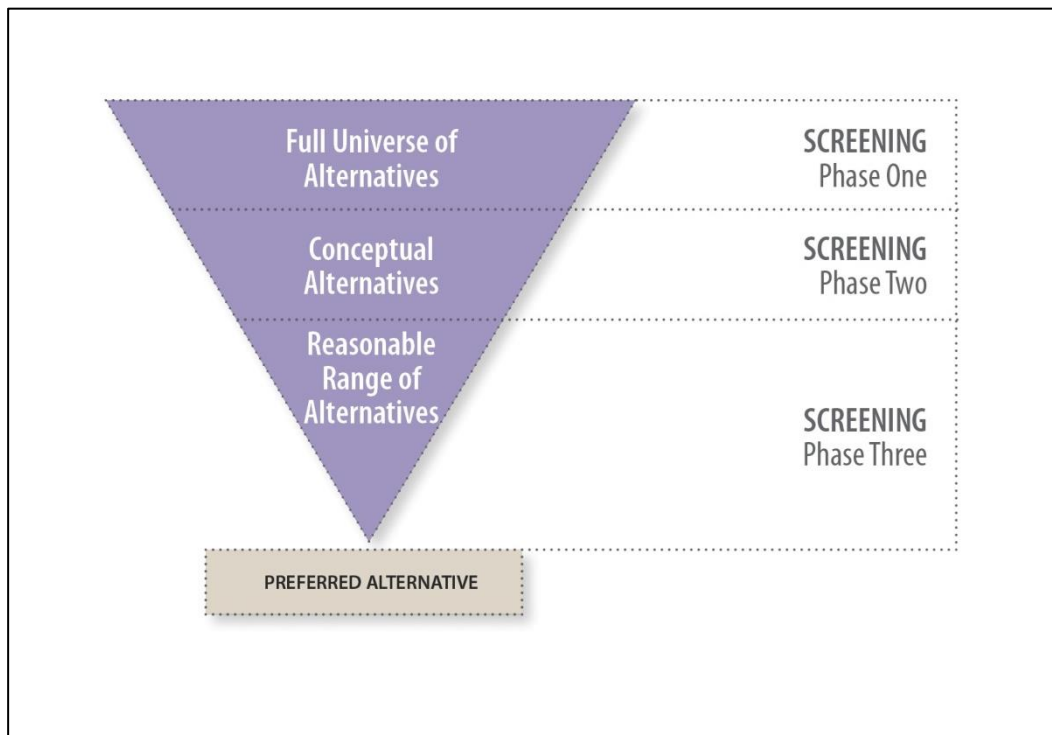 Full Universe of
Alternatives
SCREENING
Phase One
Conceptual
Alternatives
SCREENING
Phase Two
Reasonable
Range of
Alternatives
SCREENING
Phase Three
PREFERRED ALTERNATIVE